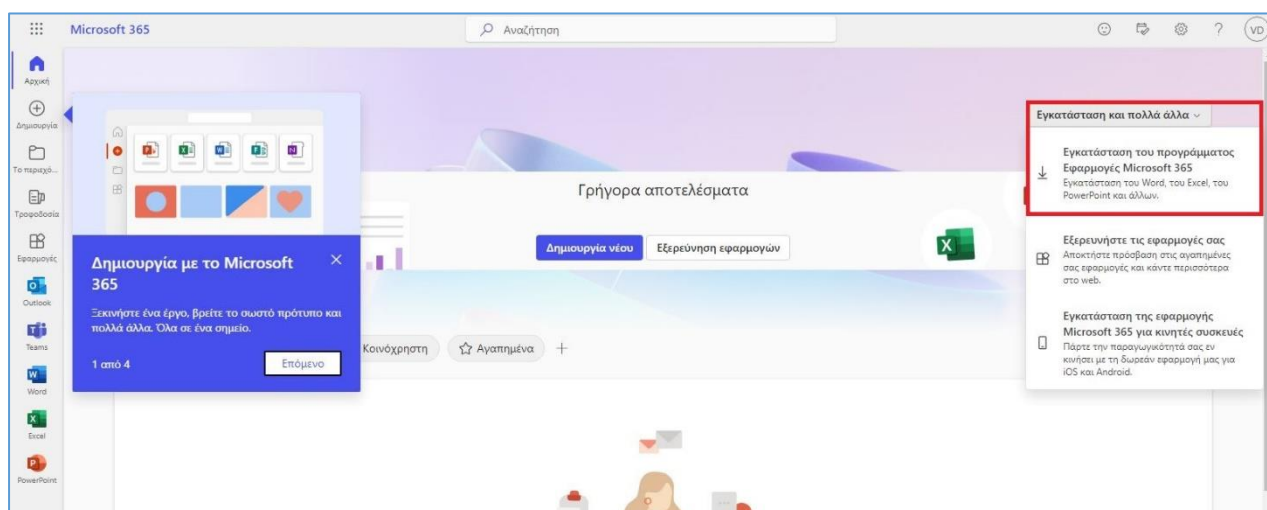 Microsoft 365
Αναζήτηση
VD
Αρχική
Δημιουργία
Το περιεχό...
Τροφοδοσία
Εφαρμογές
Outlook
Teams
Word
Excel
PowerPoint
Δημιουργία με το Microsoft
365
Ξεκινήστε ένα έργο, βρείτε το σωστό πρότυπο και
πολλά άλλα. Όλα σε ένα σημείο.
1 από 4
Επόμενο
Γρήγορα αποτελέσματα
Δημιουργία νέου
Εξερεύνηση εφαρμογών
Κοινόχρηστη
Αγαπημένα
Εγκατάσταση και πολλά άλλα
Εγκατάσταση του προγράμματος
Εφαρμογές Microsoft 365
Εγκατάσταση του Word, του Excel, του
PowerPoint και άλλων.
Εξερευνήστε τις εφαρμογές σας
Αποκτήστε πρόσβαση στις αγαπημένες
σας εφαρμογές και κάντε περισσότερα
στο web.
Εγκατάσταση της εφαρμογής
Microsoft 365 για κινητές συσκευές
Πάρτε την παραγωγικότητά σας εν
κινήσει με τη δωρεάν εφαρμογή μας για
iOS και Android.